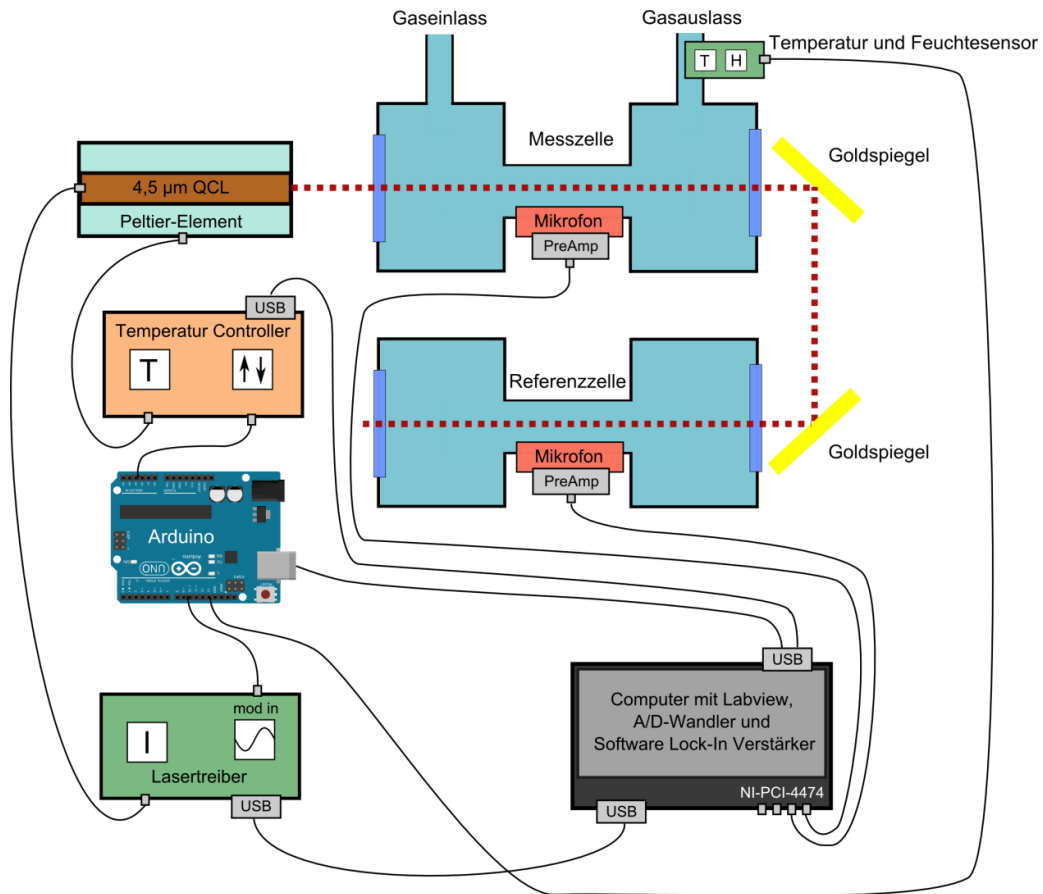 Gaseinlass
Gasauslass
Temperatur und Feuchtesensor
T H
Messzelle
Goldspiegel
4,5 µm QCL
Peltier-Element
Mikrofon
PreAmp
USB
Temperatur Controller
T
Referenzzelle
Goldspiegel
Mikrofon
PreAmp
Arduino
UNO
Arduino
USB
mod in
I
Lasertreiber
USB
Computer mit Labview,
A/D-Wandler und
Software Lock-In Verstärker
NI-PCI-4474
USB